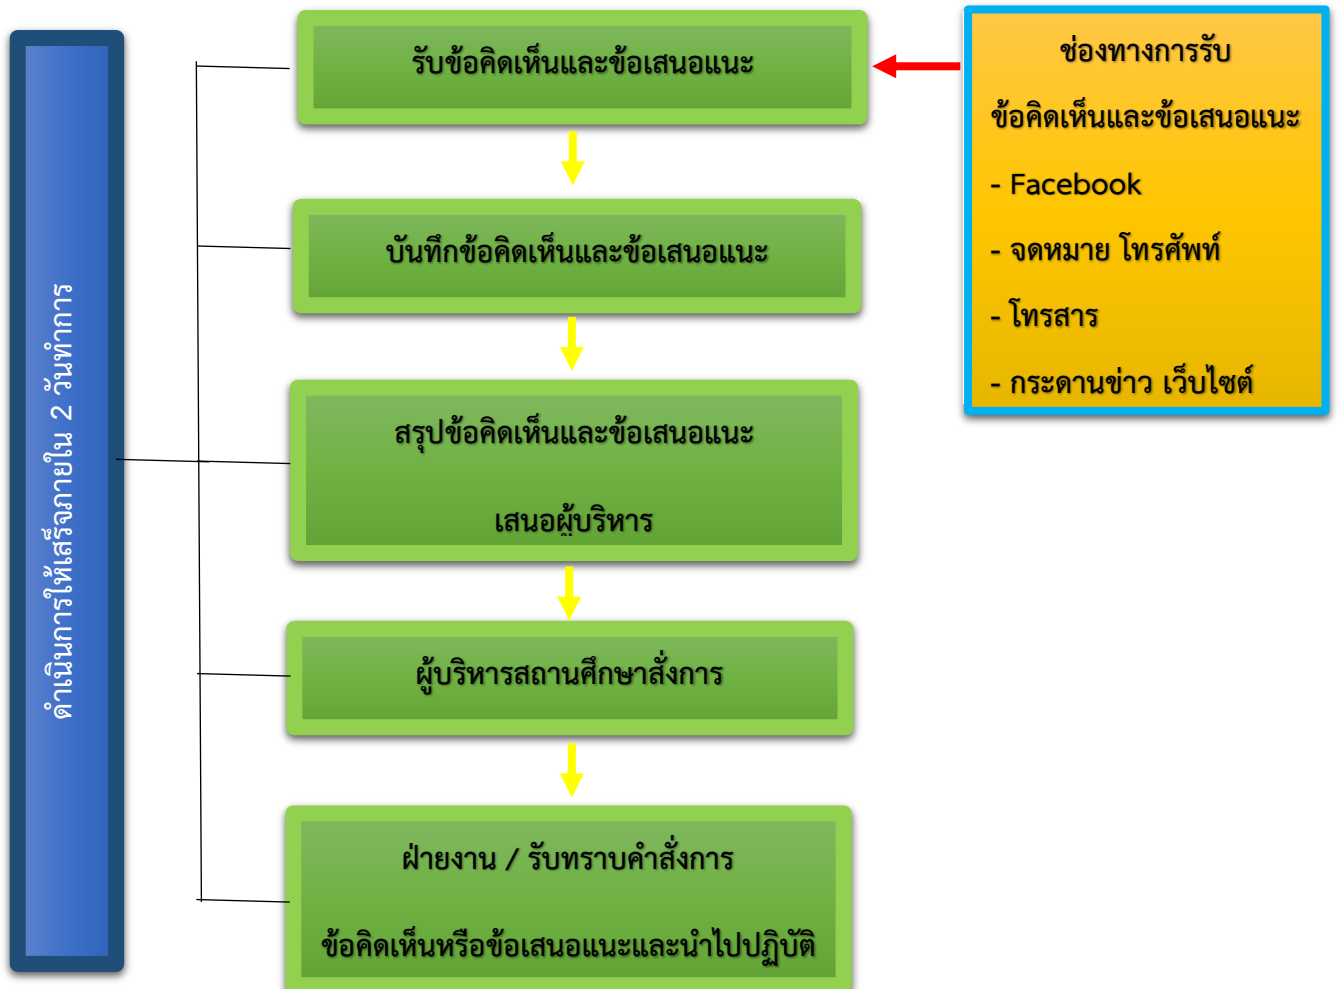 ดำเนินการให้เสร็จภายใน 2 วันทำการ
รับข้อคิดเห็นและข้อเสนอแนะ
บันทึกข้อคิดเห็นและข้อเสนอแนะ
สรุปข้อคิดเห็นและข้อเสนอแนะ
เสนอผู้บริหาร
ผู้บริหารสถานศึกษาสั่งการ
ฝ่ายงาน / รับทราบคำสั่งการ
ข้อคิดเห็นหรือข้อเสนอแนะและนำไปปฏิบัติ
ช่องทางการรับ
ข้อคิดเห็นและข้อเสนอแนะ
- Facebook
- จดหมาย โทรศัพท์
- โทรสาร
- กระดานข่าว เว็บไซต์